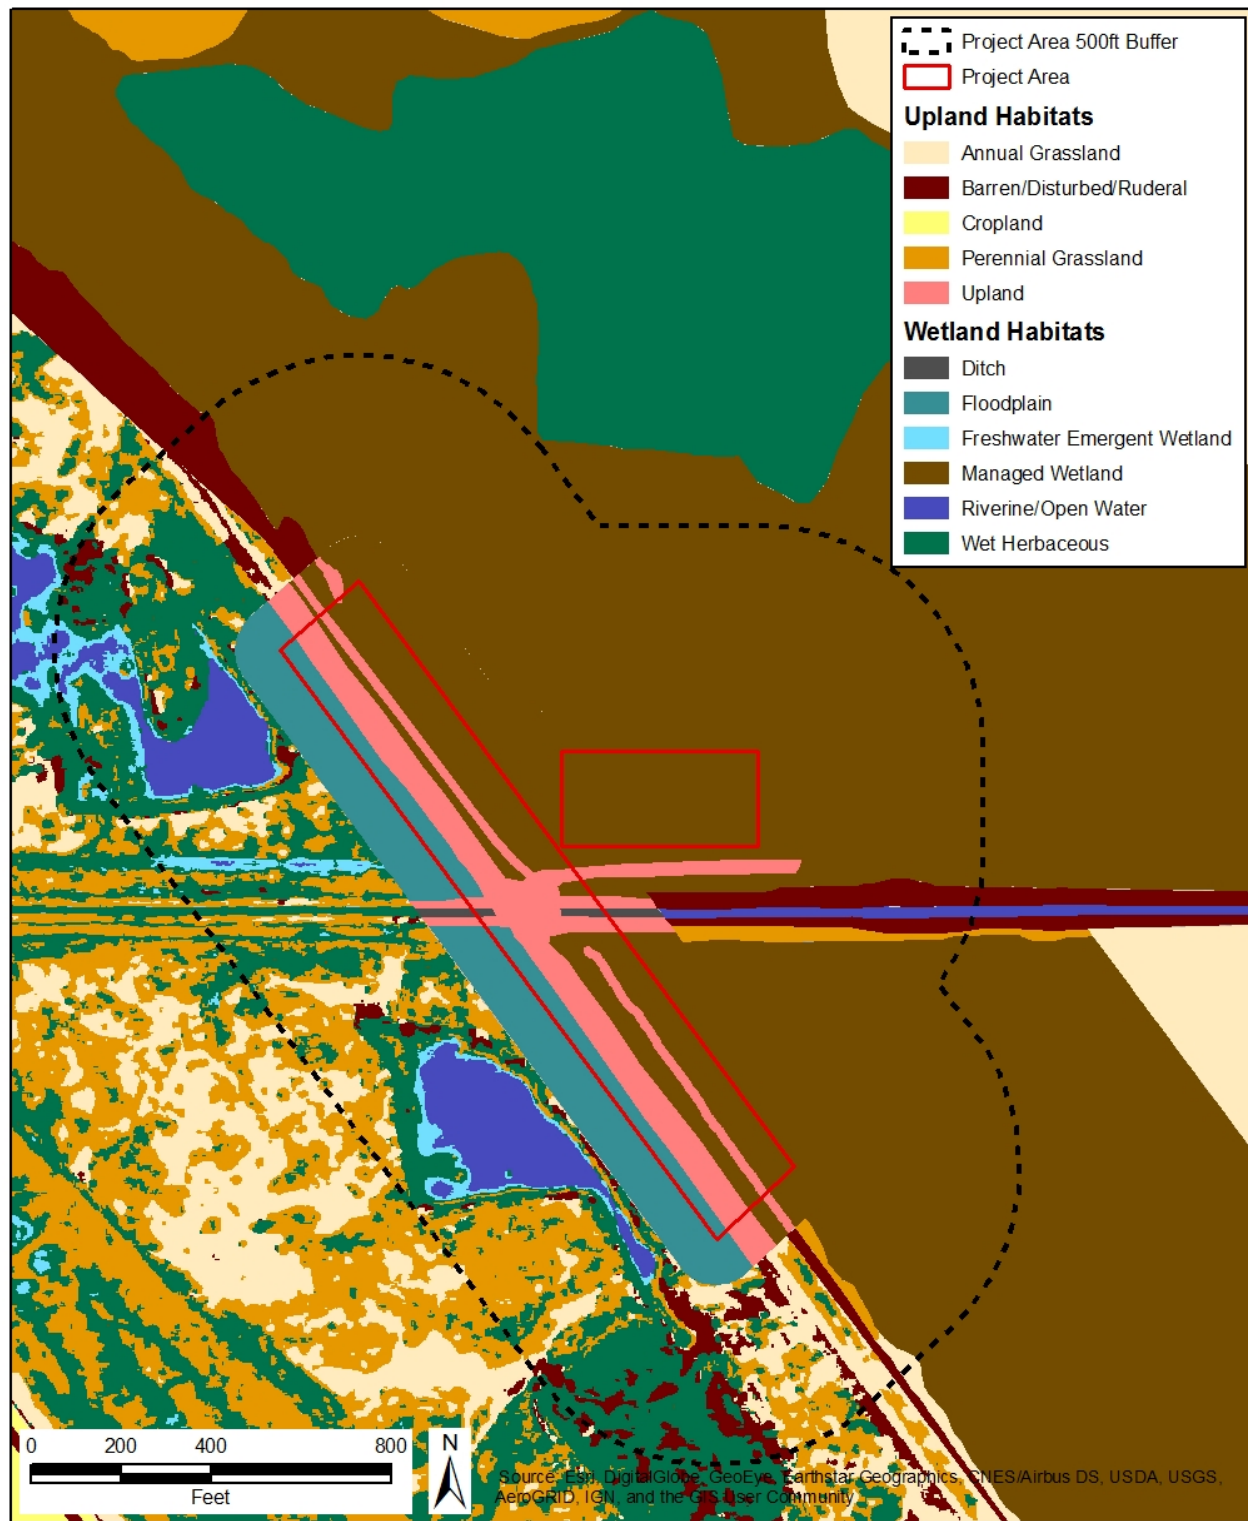 Project Area 500ft Buffer
Project Area
Upland Habitats
Annual Grassland
Barren/Disturbed/Ruderal
Cropland
Perennial Grassland
Upland
Wetland Habitats
Ditch
Floodplain
Freshwater Emergent Wetland
Managed Wetland
Riverine/Open Water
Wet Herbaceous
0 200 400 800
Feet
N
Source: Esri, DigitalGlobe, GeoEye, Earthstar Geographics, CNES/Airbus DS, USDA, USGS,
AeroGRID, IGN, and the GIS User Community